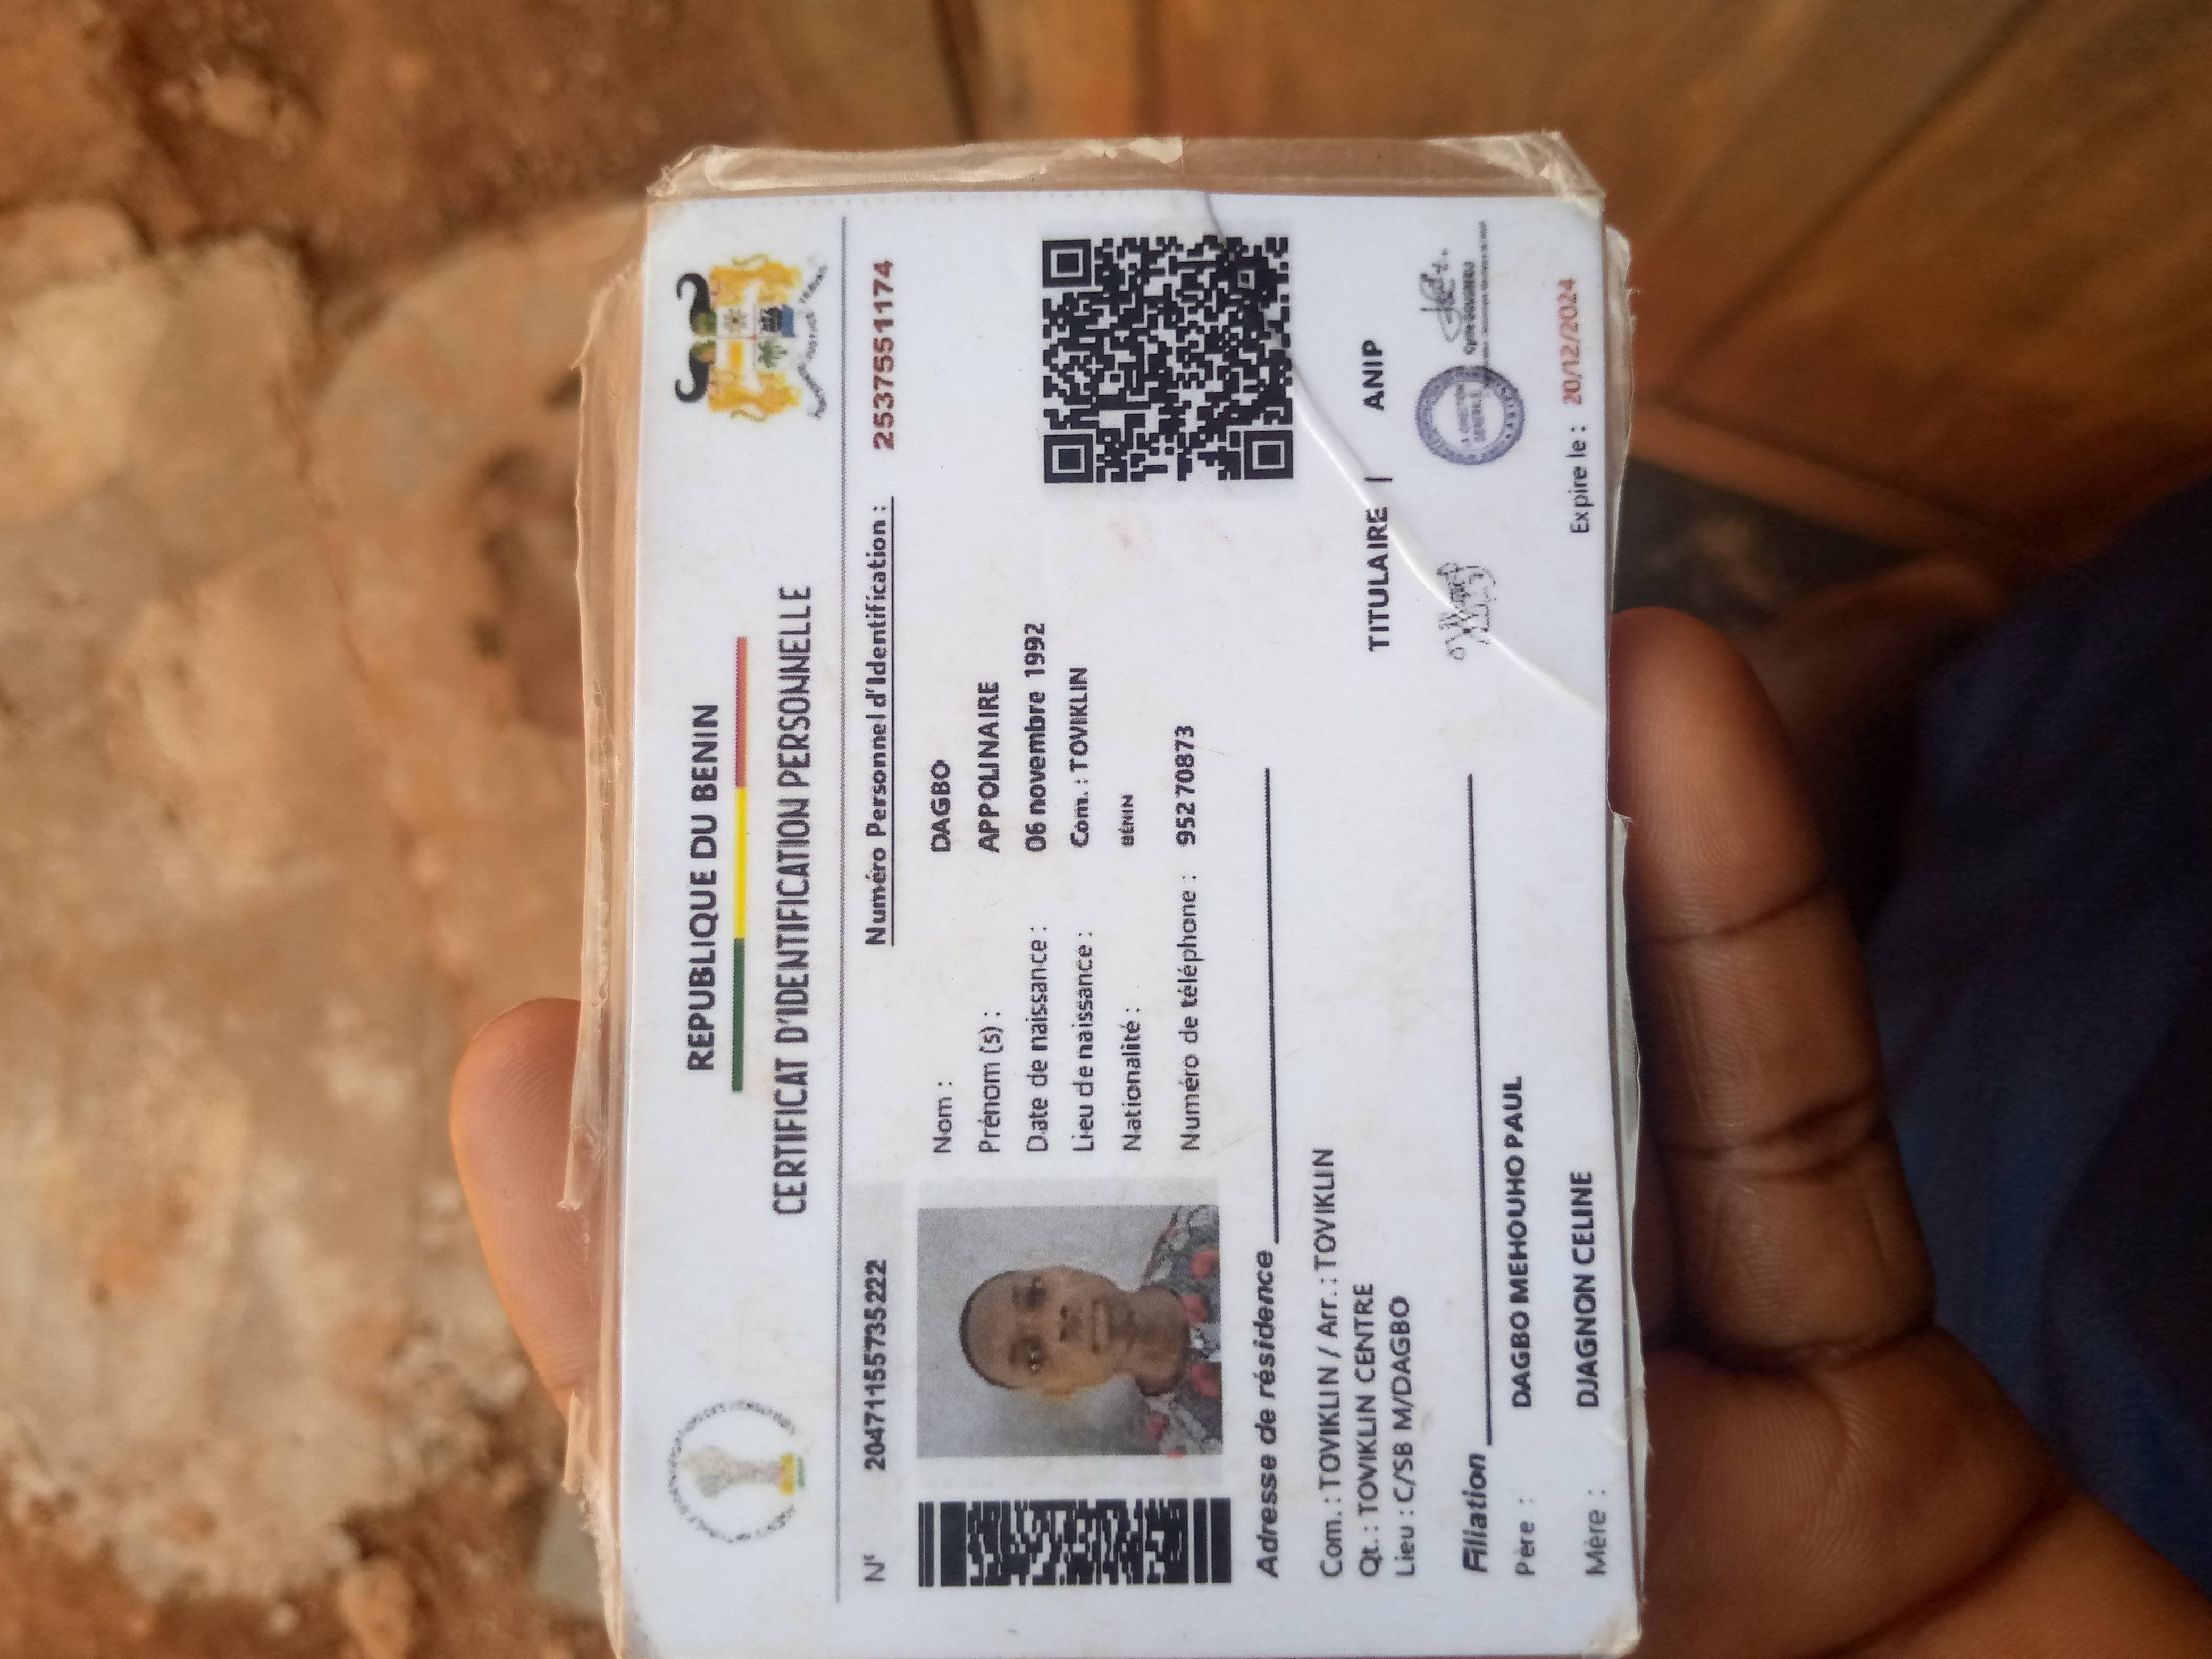 REPUBLIQUE DU BENIN
CERTIFICAT D'IDENTIFICATION PERSONNELLE
N° 20471155735222
Numéro Personnel d'Identification : 2537551174
Nom : DAGBO
Prénom (s) : APPOLINAIRE
Date de naissance : 06 novembre 1992
Lieu de naissance : Com. : TOVIKLIN
Nationalité : BÉNIN
Numéro de téléphone : 952 70873
Adresse de résidence
Com. : TOVIKLIN / Arr. : TOVIKLIN
Qt. : TOVIKLIN CENTRE
Lieu : C/SB M/DAGBO
TITULAIRE | ANIP
Filiation
Père : DAGBO MEHOUHO PAUL
Mère : DJAGNON CELINE
Expire le : 20/12/2024